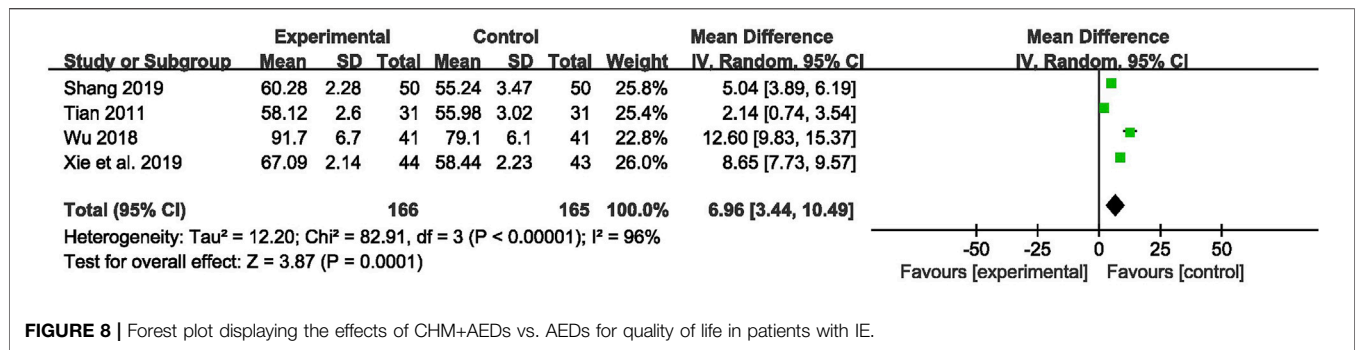 Experimental Control Mean Difference Mean Difference
Study or Subgroup Mean SD Total Mean SD Total Weight IV. Random. 95% CI IV. Random. 95% CI
Shang 2019 60.28 2.28 50 55.24 3.47 50 25.8% 5.04 [3.89, 6.19]
Tian 2011 58.12 2.6 31 55.98 3.02 31 25.4% 2.14 [0.74, 3.54]
Wu 2018 91.7 6.7 41 79.1 6.1 41 22.8% 12.60 [9.83, 15.37]
Xie et al. 2019 67.09 2.14 44 58.44 2.23 43 26.0% 8.65 [7.73, 9.57]
Total (95% CI) 166 165 100.0% 6.96 [3.44, 10.49]
Heterogeneity: Tau² = 12.20; Chi² = 82.91, df = 3 (P < 0.00001); I² = 96%
Test for overall effect: Z = 3.87 (P = 0.0001)
-50 -25 0 25 50
Favours [experimental] Favours [control]
FIGURE 8 | Forest plot displaying the effects of CHM+AEDs vs. AEDs for quality of life in patients with IE.